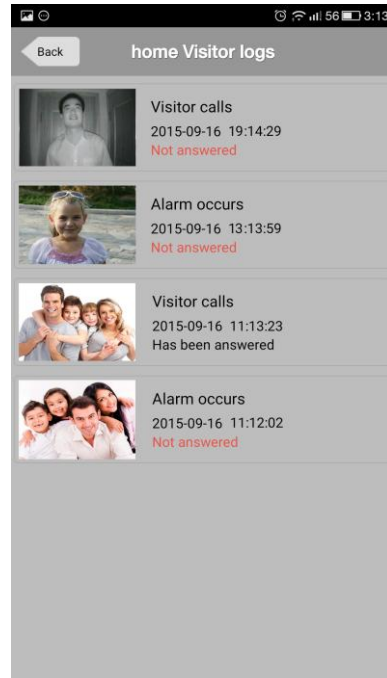 56 3:13
Back
home Visitor logs
Visitor calls
2015-09-16 19:14:29
Not answered
Alarm occurs
2015-09-16 13:13:59
Not answered
Visitor calls
2015-09-16 11:13:23
Has been answered
Alarm occurs
2015-09-16 11:12:02
Not answered